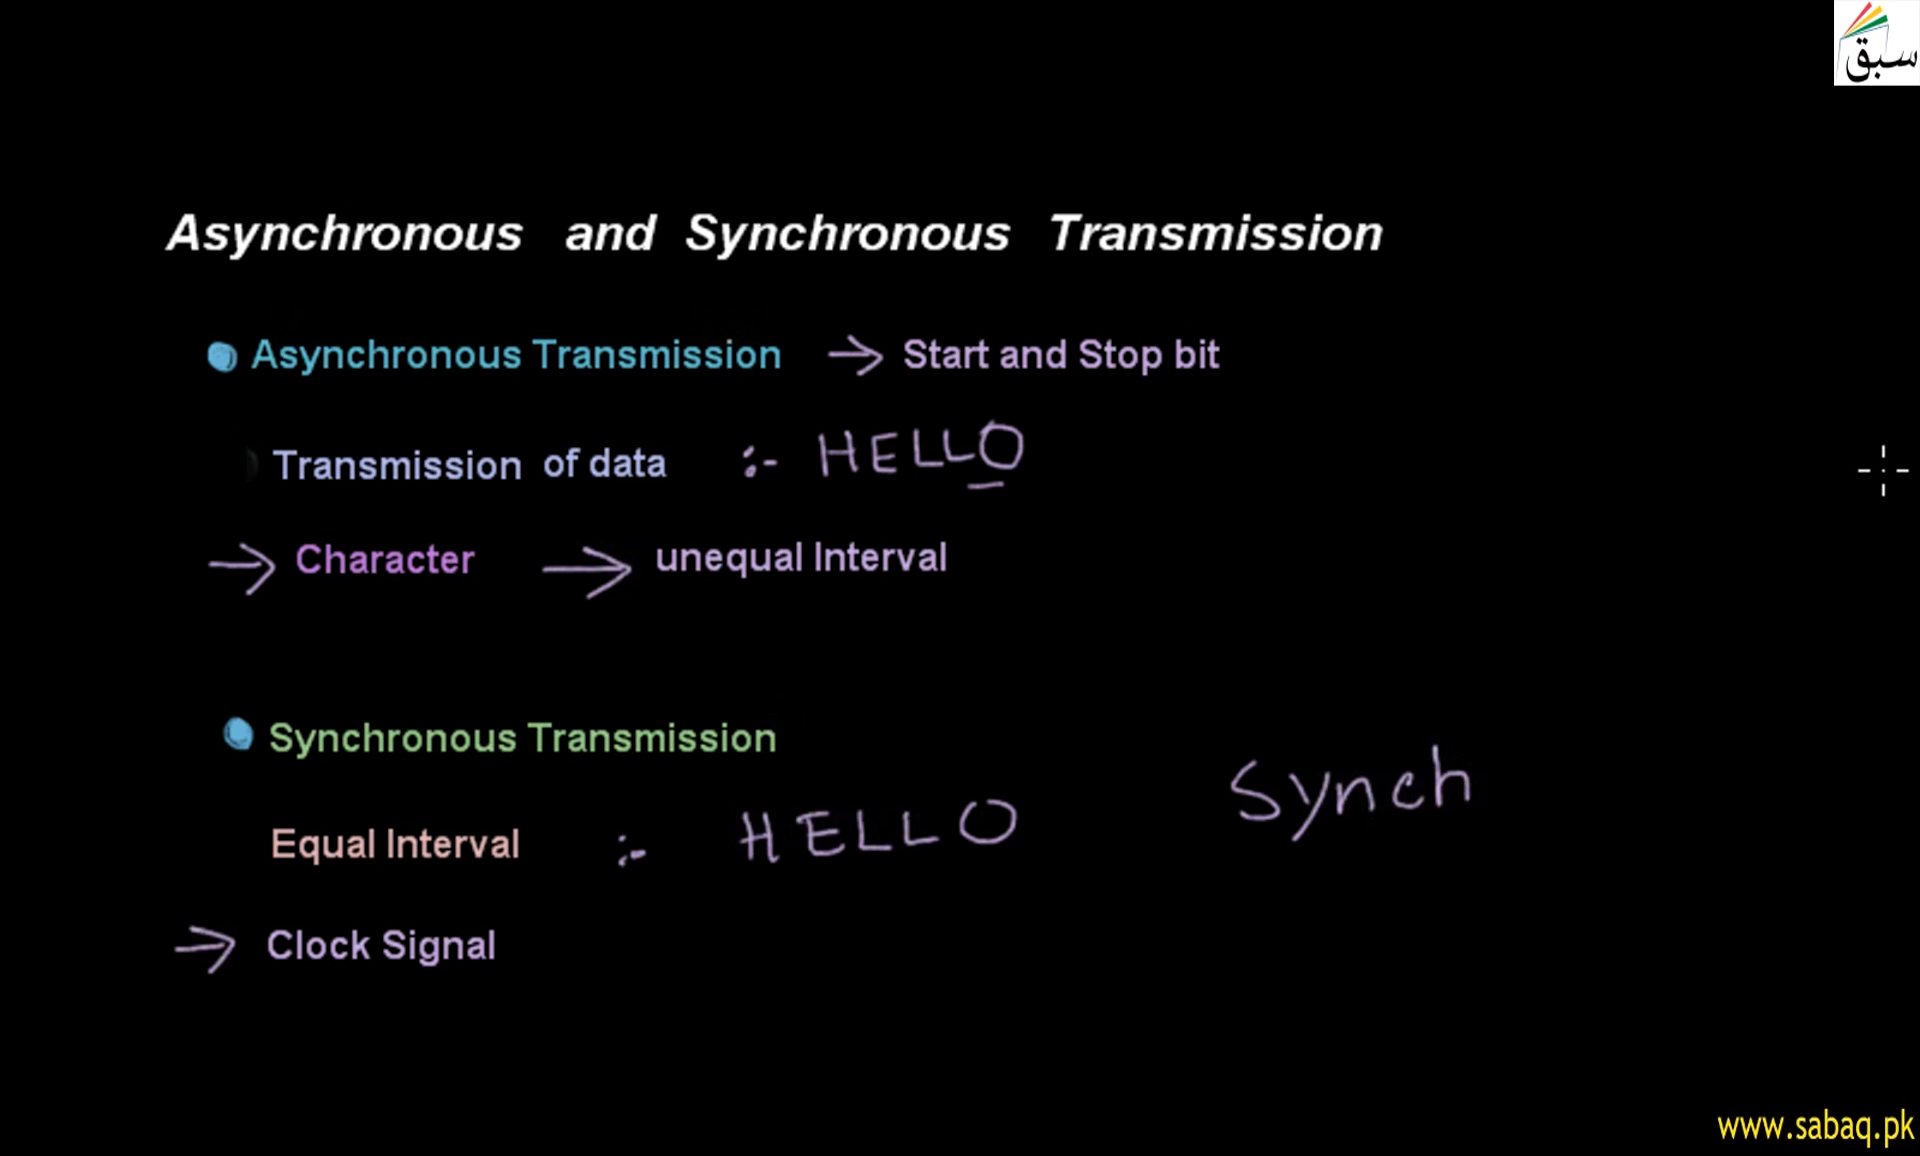 سبق
Asynchronous and Synchronous Transmission
Asynchronous Transmission → Start and Stop bit
Transmission of data :- HELLO
→ Character → unequal Interval
Synchronous Transmission
Synch
Equal Interval :- HELLO
→ Clock Signal
www.sabaq.pk